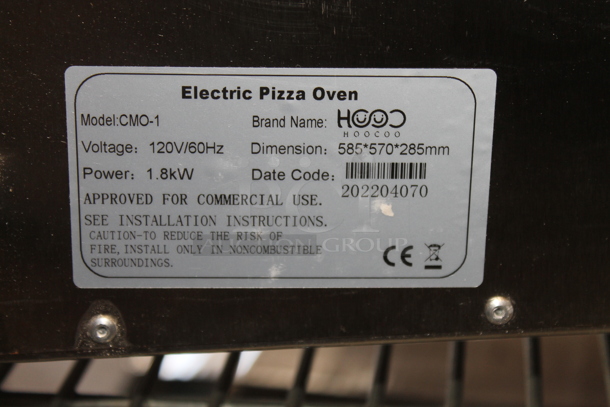 Electric Pizza Oven
Model:CMO-1 Brand Name: HOOC
HOOCOO
Voltage: 120V/60Hz Dimension: 585*570*285mm
Power: 1.8kW Date Code:
202204070
APPROVED FOR COMMERCIAL USE.
SEE INSTALLATION INSTRUCTIONS.
CAUTION-TO REDUCE THE RISK OF
FIRE, INSTALL ONLY IN NONCOMBUSTIBLE
SURROUNDINGS.
CE
GROUP